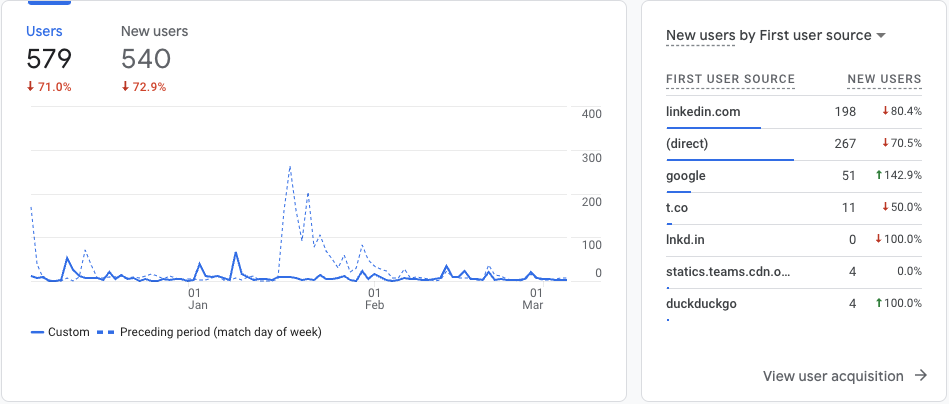 Users New users
579 540
71.0% 72.9%
400
300
200
100
0
01 01 01
Jan Feb Mar
Custom Preceding period (match day of week)
New users by First user source
FIRST USER SOURCE NEW USERS
linkedin.com 198 80.4%
(direct) 267 70.5%
google 51 142.9%
t.co 11 50.0%
lnkd.in 0 100.0%
statics.teams.cdn.o... 4 0.0%
duckduckgo 4 100.0%
View user acquisition